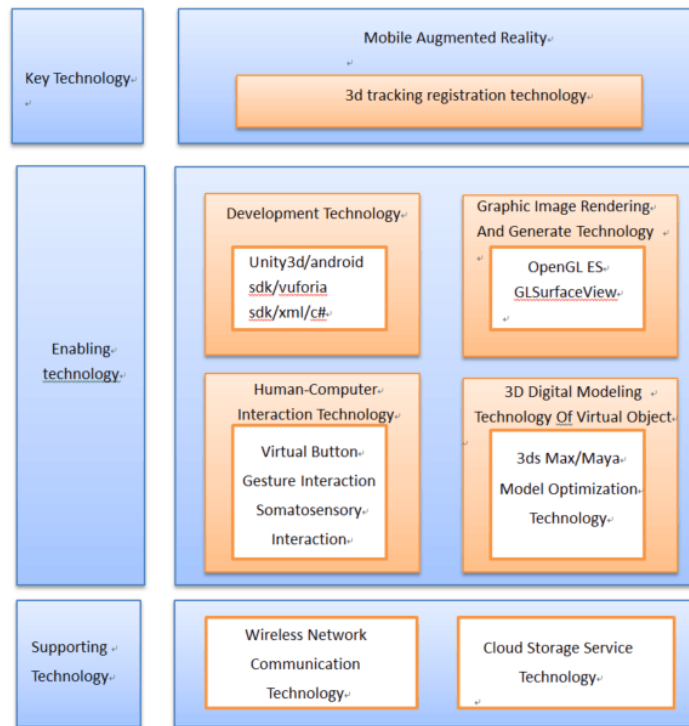 Key Technology
Mobile Augmented Reality
3d tracking registration technology
Enabling
technology
Development Technology
Unity3d/android
sdk/vuforia
sdk/xml/c#
Graphic Image Rendering
And Generate Technology
OpenGL ES
GLSurfaceView
Human-Computer
Interaction Technology
Virtual Button
Gesture Interaction
Somatosensory
Interaction
3D Digital Modeling
Technology Of Virtual Object
3ds Max/Maya
Model Optimization
Technology
Supporting
Technology
Wireless Network
Communication
Technology
Cloud Storage Service
Technology